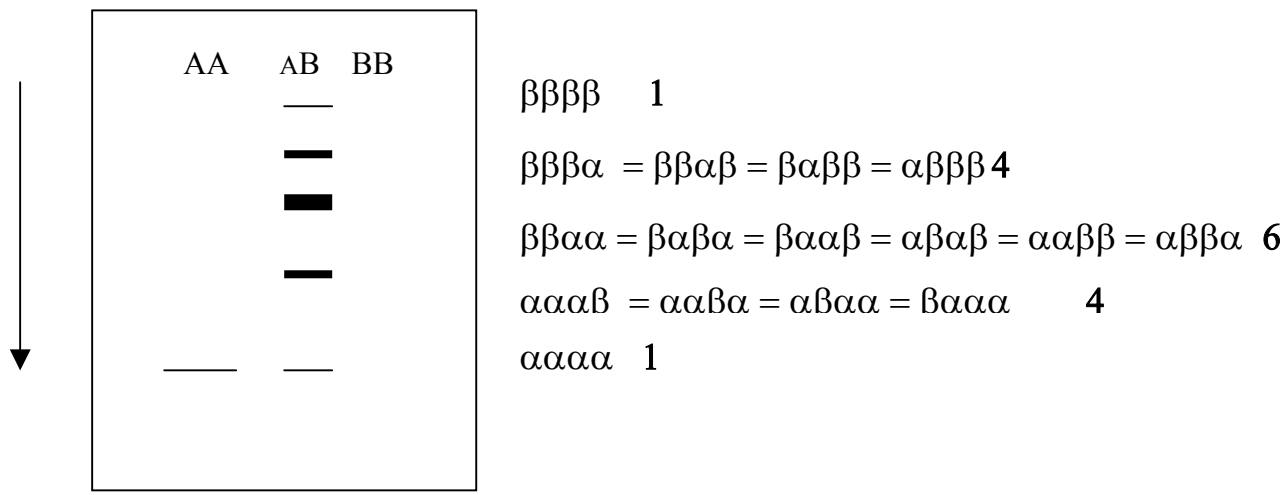 AA AB BB
ββββ 1
βββα = ββαβ = βαββ = αβββ 4
ββαα = βαβα = βααβ = αβαβ = ααββ = αββα 6
αααβ = ααβα = αβαα = βααα 4
αααα 1